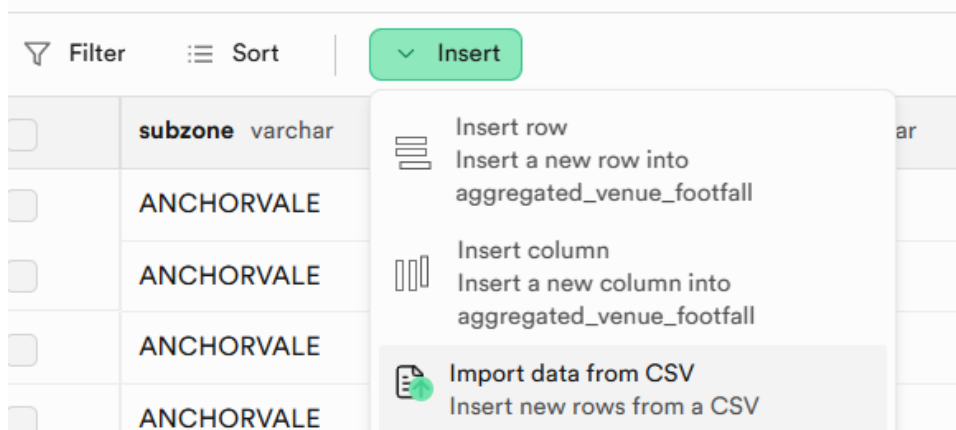 Filter
Sort
Insert
subzone varchar
ar
Insert row
Insert a new row into
aggregated_venue_footfall
ANCHORVALE
Insert column
Insert a new column into
aggregated_venue_footfall
ANCHORVALE
ANCHORVALE
Import data from CSV
Insert new rows from a CSV
ANCHORVALE